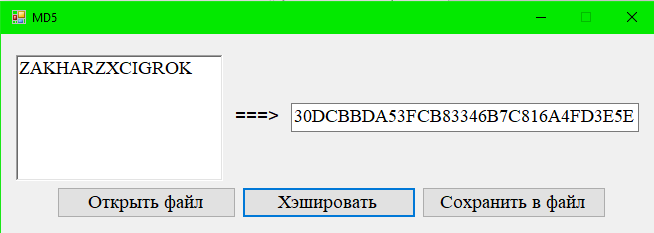 MD5
ZAKHARZXCIGROK
===>
30DCBBDA53FCB83346B7C816A4FD3E5E
Открыть файл
Хэшировать
Сохранить в файл